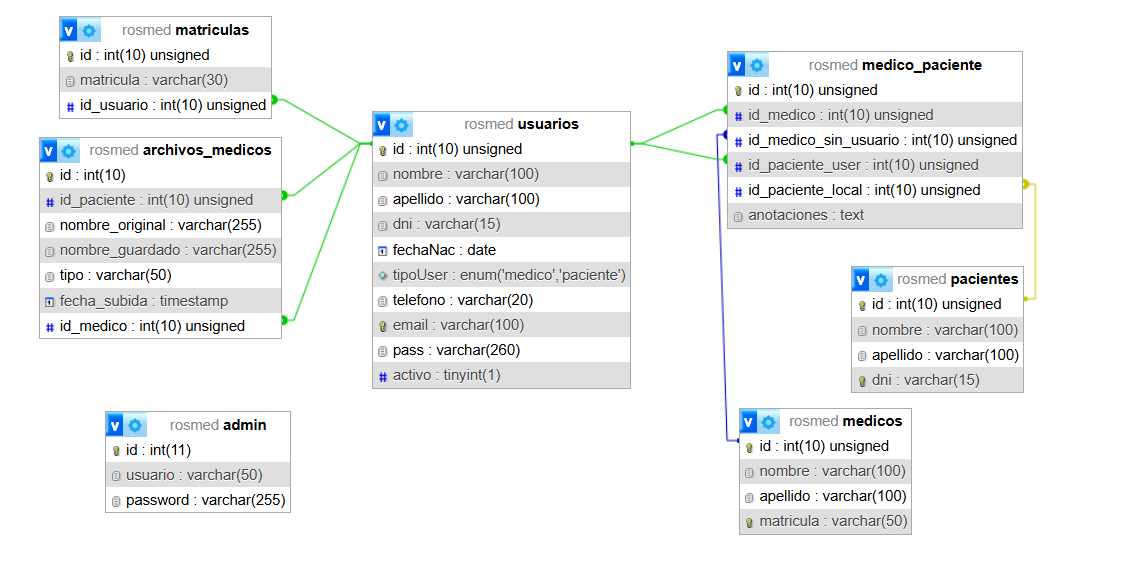 v rosmed matriculas
id : int(10) unsigned
matricula : varchar(30)
# id_usuario : int(10) unsigned
v rosmed archivos_medicos
id : int(10)
# id_paciente : int(10) unsigned
nombre_original : varchar(255)
nombre_guardado : varchar(255)
tipo : varchar(50)
fecha_subida : timestamp
# id_medico : int(10) unsigned
v rosmed admin
id : int(11)
usuario : varchar(50)
password : varchar(255)
v rosmed usuarios
id : int(10) unsigned
nombre : varchar(100)
apellido : varchar(100)
dni : varchar(15)
fechaNac : date
tipoUser : enum('medico','paciente')
telefono : varchar(20)
email : varchar(100)
pass : varchar(260)
# activo : tinyint(1)
v rosmed medico_paciente
id : int(10) unsigned
# id_medico : int(10) unsigned
# id_medico_sin_usuario : int(10) unsigned
# id_paciente_user : int(10) unsigned
# id_paciente_local : int(10) unsigned
anotaciones : text
v rosmed pacientes
id : int(10) unsigned
nombre : varchar(100)
apellido : varchar(100)
dni : varchar(15)
v rosmed medicos
id : int(10) unsigned
nombre : varchar(100)
apellido : varchar(100)
matricula : varchar(50)